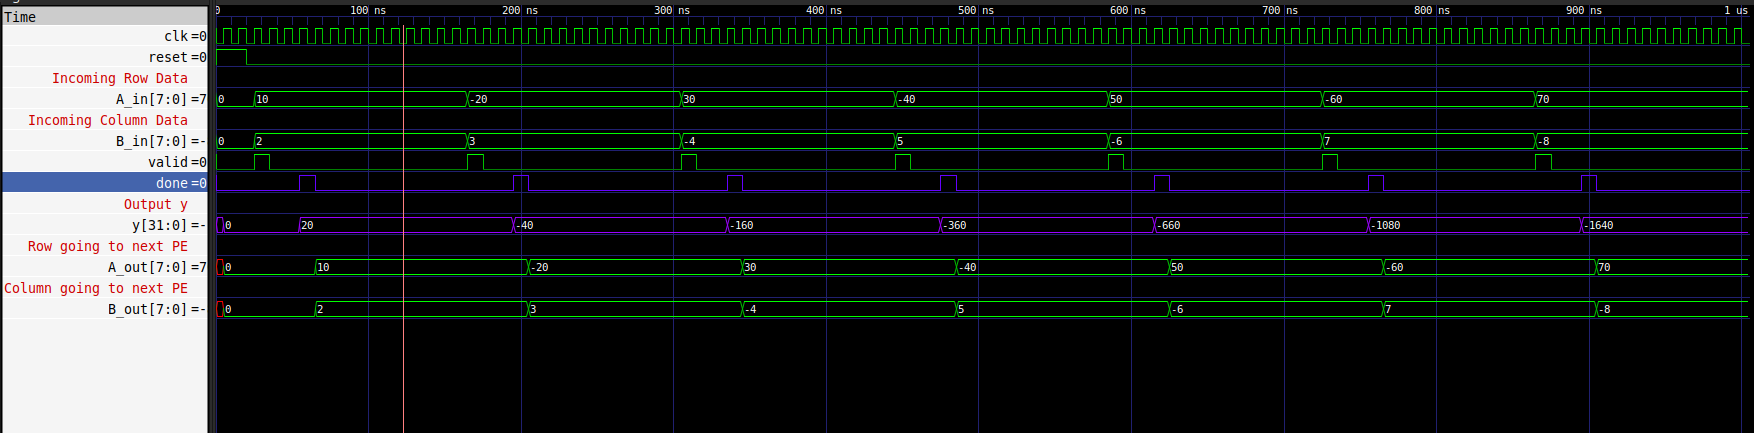 Time 0 100 ns 200 ns 300 ns 400 ns 500 ns 600 ns 700 ns 800 ns 900 ns 1 us
clk=0
reset=0
Incoming Row Data
A_in[7:0]=7 0 10 -20 30 -40 50 -60 70
Incoming Column Data
B_in[7:0]=- 0 2 3 -4 5 -6 7 -8
valid=0
done=0
Output y
y[31:0]=- 0 20 -40 -160 -360 -660 -1080 -1640
Row going to next PE
A_out[7:0]=7 0 10 -20 30 -40 50 -60 70
Column going to next PE
B_out[7:0]=- 0 2 3 -4 5 -6 7 -8